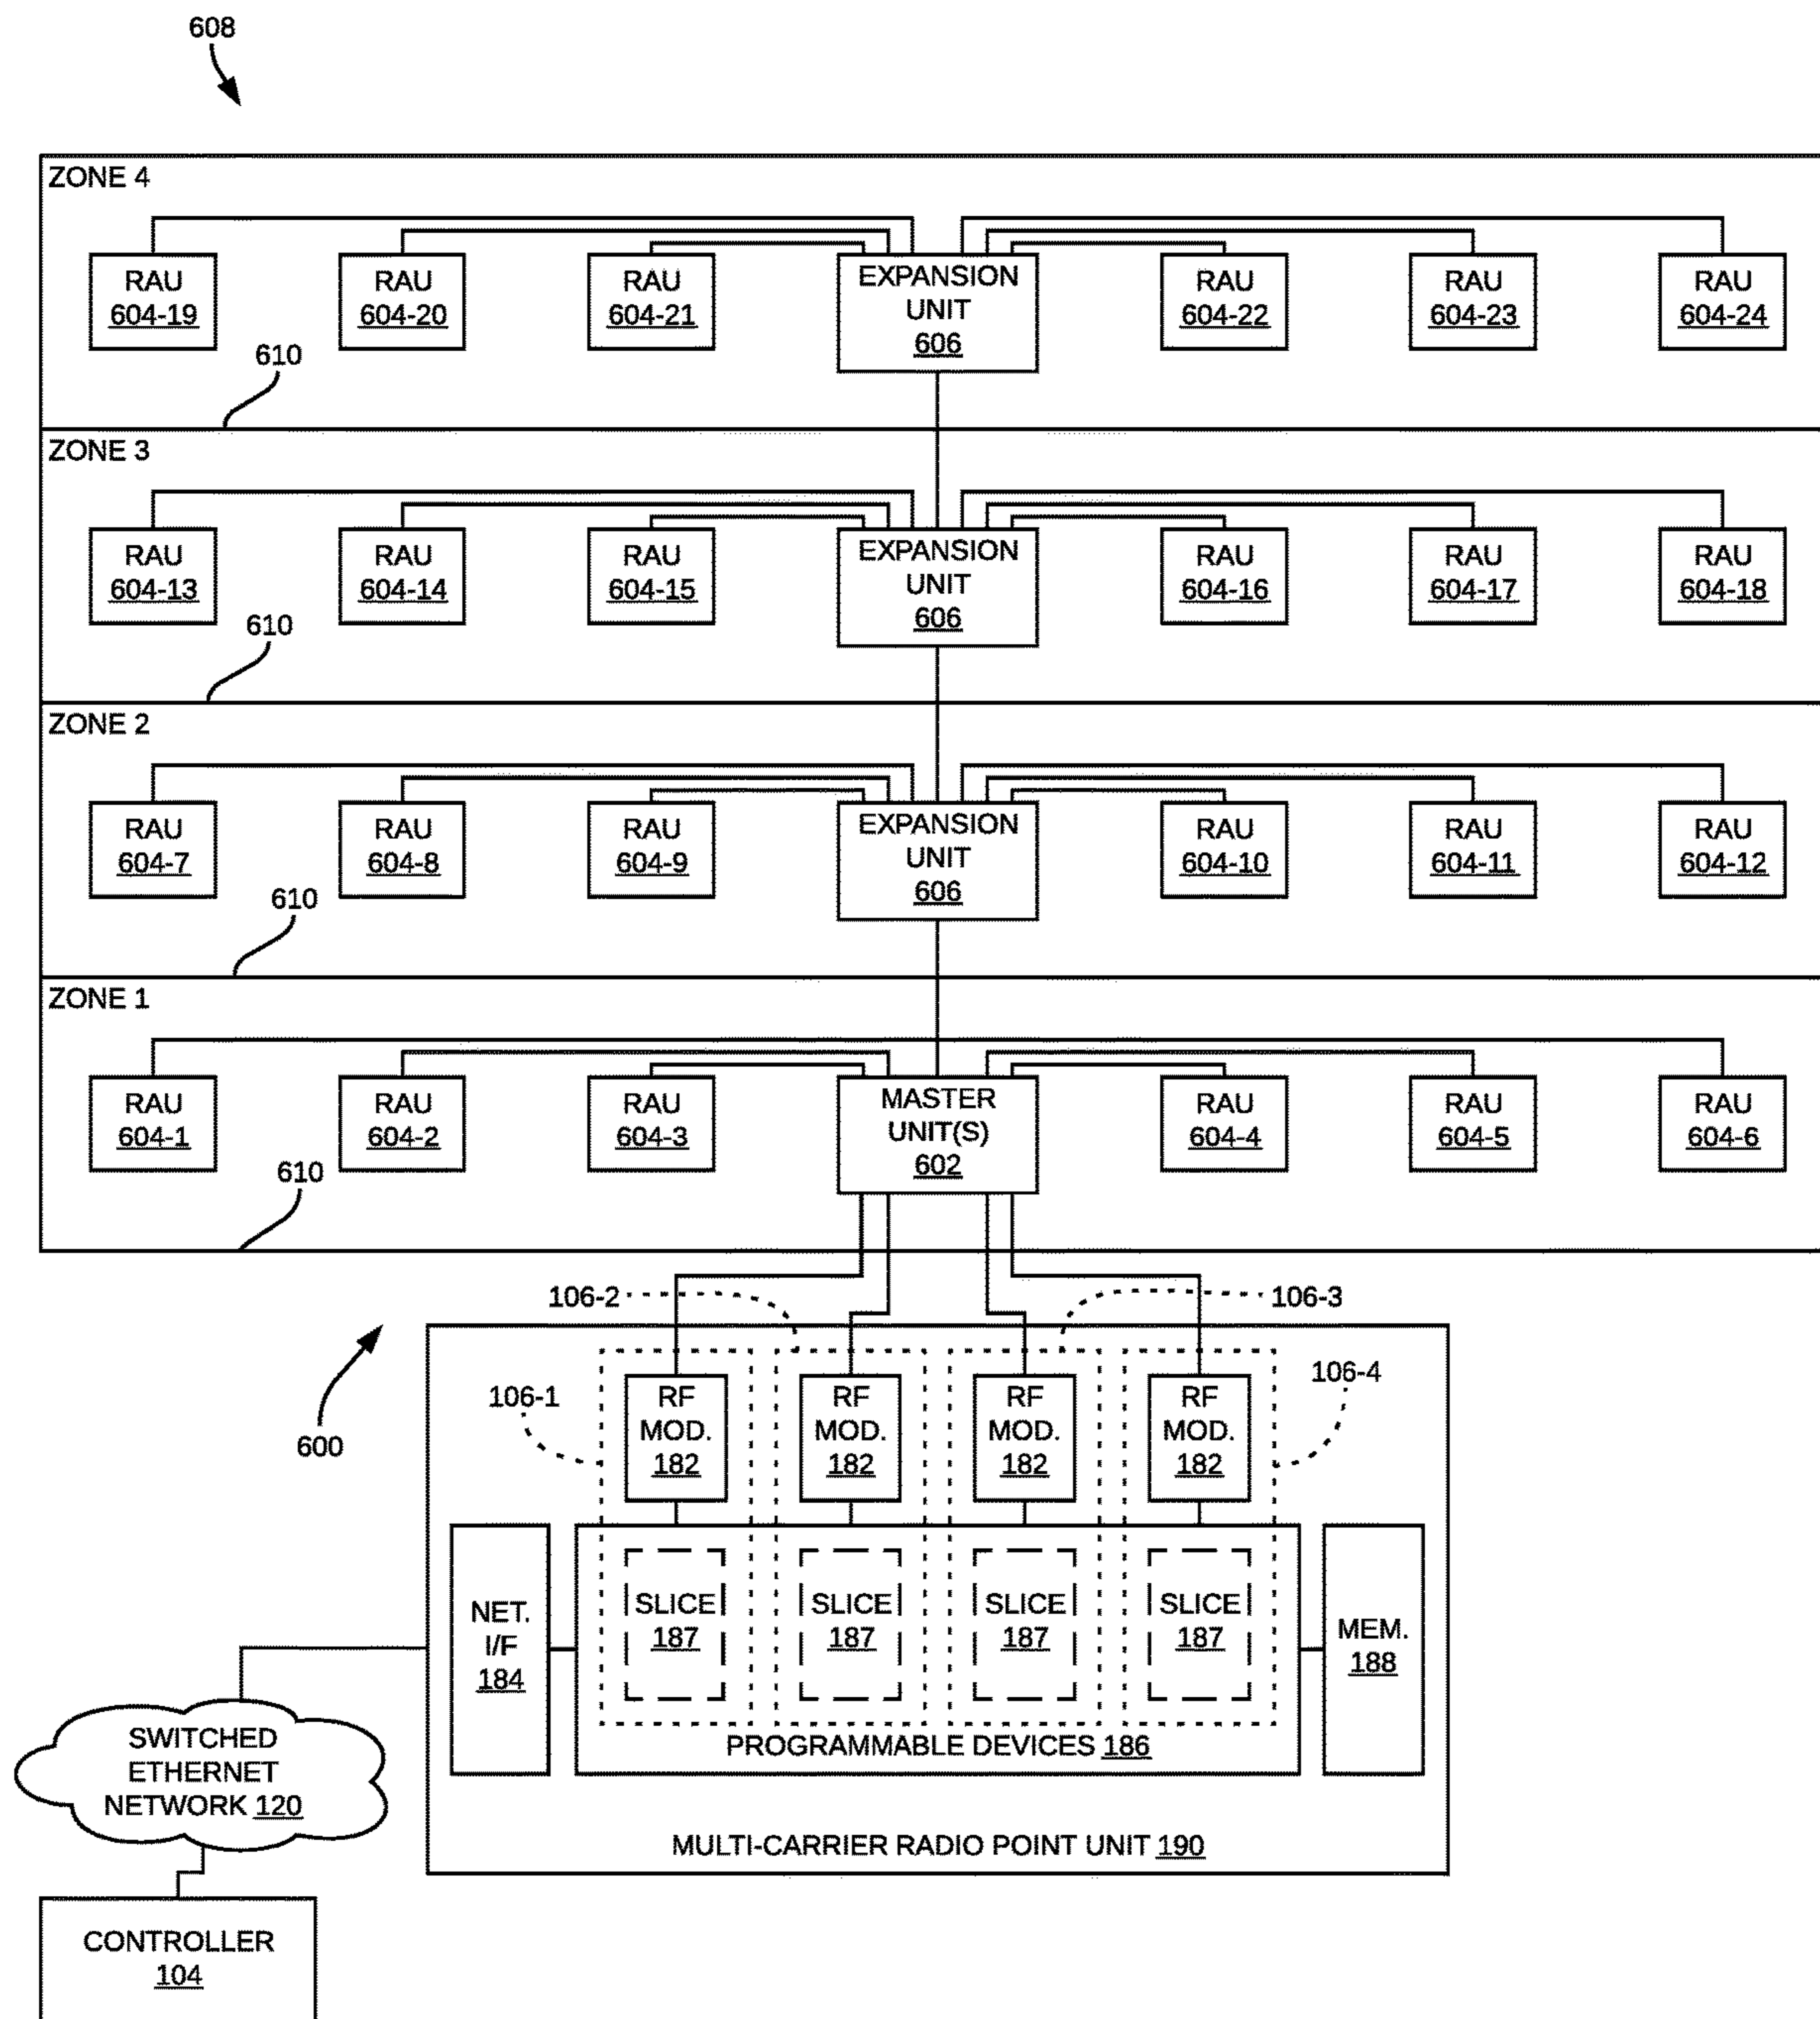 608
ZONE 4
RAU
604-19
RAU
604-20
RAU
604-21
EXPANSION
UNIT
606
RAU
604-22
RAU
604-23
RAU
604-24
610
ZONE 3
RAU
604-13
RAU
604-14
RAU
604-15
EXPANSION
UNIT
606
RAU
604-16
RAU
604-17
RAU
604-18
610
ZONE 2
RAU
604-7
RAU
604-8
RAU
604-9
EXPANSION
UNIT
606
RAU
604-10
RAU
604-11
RAU
604-12
610
ZONE 1
RAU
604-1
RAU
604-2
RAU
604-3
MASTER
UNIT(S)
602
RAU
604-4
RAU
604-5
RAU
604-6
610
106-2
106-3
106-1
106-4
600
RF
MOD.
182
RF
MOD.
182
RF
MOD.
182
RF
MOD.
182
NET.
I/F
184
SLICE
187
SLICE
187
SLICE
187
SLICE
187
MEM.
188
PROGRAMMABLE DEVICES 186
MULTI-CARRIER RADIO POINT UNIT 190
SWITCHED
ETHERNET
NETWORK 120
CONTROLLER
104